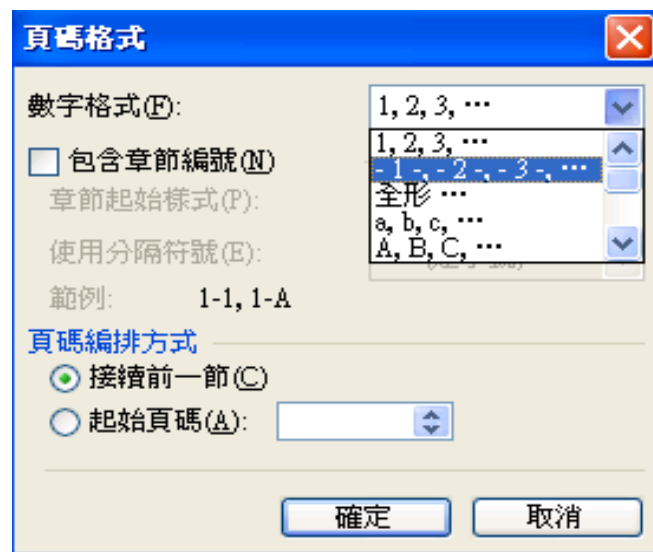 頁碼格式
數字格式(F):
1, 2, 3, …
1, 2, 3, …
- 1 -, - 2 -, - 3 -, …
全形 …
a, b, c, …
A, B, C, …
包含章節編號(N)
章節起始樣式(P):
使用分隔符號(E):
範例: 1-1, 1-A
頁碼編排方式
接續前一節(C)
起始頁碼(A):
確定 取消